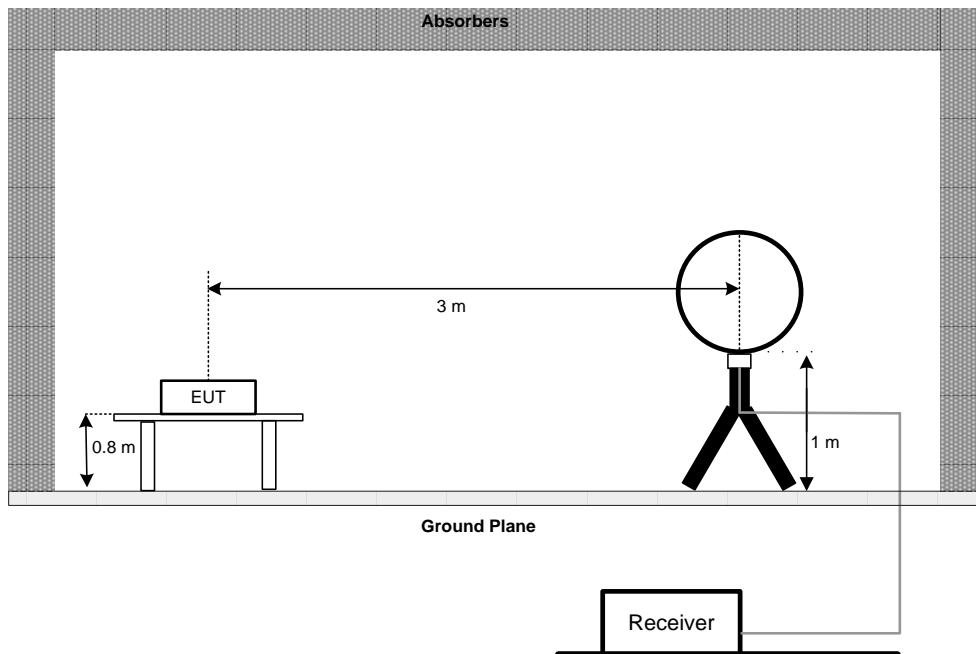 Absorbers
3 m
EUT
0.8 m
1 m
Ground Plane
Receiver